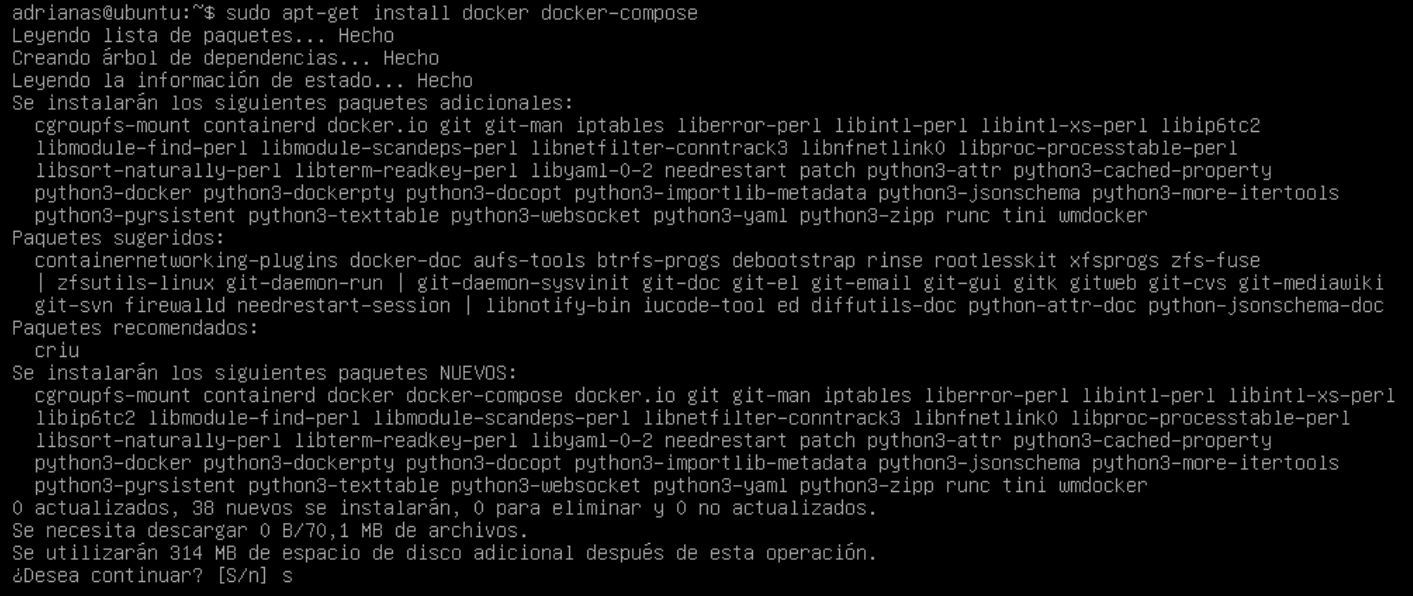 adrianas@ubuntu:~$ sudo apt-get install docker docker-compose
Leyendo lista de paquetes... Hecho
Creando árbol de dependencias... Hecho
Leyendo la información de estado... Hecho
Se instalarán los siguientes paquetes adicionales:
  cgroupfs-mount containerd docker.io git git-man iptables liberror-perl libintl-perl libintl-xs-perl libip6tc2
  libmodule-find-perl libmodule-scandeps-perl libnetfilter-conntrack3 libnfnetlink0 libproc-processtable-perl
  libsort-naturally-perl libterm-readkey-perl libyaml-0-2 needrestart patch python3-attr python3-cached-property
  python3-docker python3-dockerpty python3-docopt python3-importlib-metadata python3-jsonschema python3-more-itertools
  python3-pyrsistent python3-texttable python3-websocket python3-yaml python3-zipp runc tini wmdocker
Paquetes sugeridos:
  containernetworking-plugins docker-doc aufs-tools btrfs-progs debootstrap rinse rootlesskit xfsprogs zfs-fuse
  | zfsutils-linux git-daemon-run | git-daemon-sysvinit git-doc git-el git-email git-gui gitk gitweb git-cvs git-mediawiki
  git-svn firewalld needrestart-session | libnotify-bin iucode-tool ed diffutils-doc python-attr-doc python-jsonschema-doc
Paquetes recomendados:
  criu
Se instalarán los siguientes paquetes NUEVOS:
  cgroupfs-mount containerd docker docker-compose docker.io git git-man iptables liberror-perl libintl-perl libintl-xs-perl
  libip6tc2 libmodule-find-perl libmodule-scandeps-perl libnetfilter-conntrack3 libnfnetlink0 libproc-processtable-perl
  libsort-naturally-perl libterm-readkey-perl libyaml-0-2 needrestart patch python3-attr python3-cached-property
  python3-docker python3-dockerpty python3-docopt python3-importlib-metadata python3-jsonschema python3-more-itertools
  python3-pyrsistent python3-texttable python3-websocket python3-yaml python3-zipp runc tini wmdocker
0 actualizados, 38 nuevos se instalarán, 0 para eliminar y 0 no actualizados.
Se necesita descargar 0 B/70,1 MB de archivos.
Se utilizarán 314 MB de espacio de disco adicional después de esta operación.
¿Desea continuar? [S/n] s